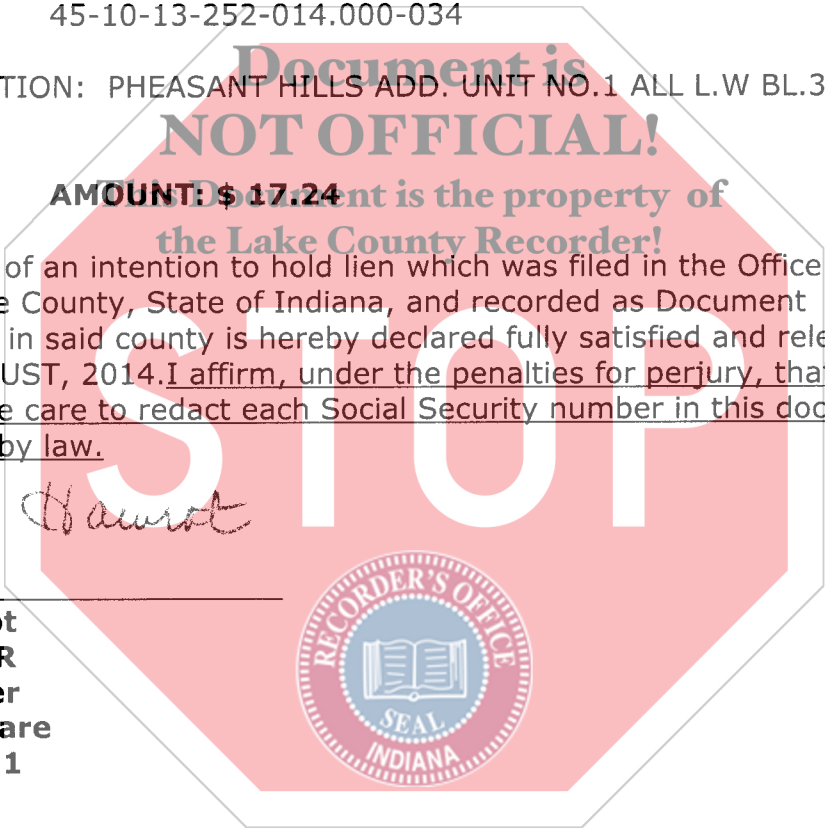 45-10-13-252-014.000-034
Document is
TION: PHEASANT HILLS ADD. UNIT NO.1 ALL L.W BL.3
NOT OFFICIAL!
AMOUNT: $ 17.24
This Document is the property of
the Lake County Recorder!
of an intention to hold lien which was filed in the Office
e County, State of Indiana, and recorded as Document
in said county is hereby declared fully satisfied and rele
UST, 2014. I affirm, under the penalties for perjury, tha
e care to redact each Social Security number in this doc
by law.
STOP
Hawrot
ot
R
er
are
1
RECORDER'S OFFICE
SEAL
INDIANA